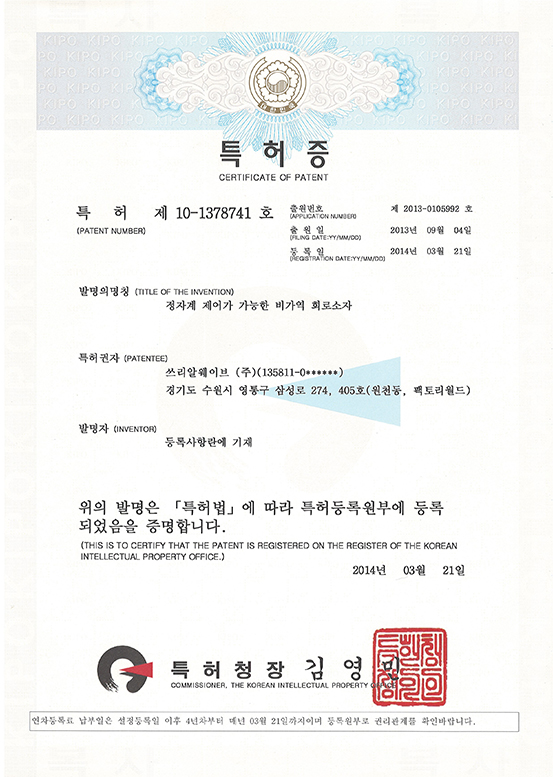 대한민국
특 허 증
CERTIFICATE OF PATENT
특 허 제 10-1378741 호
(PATENT NUMBER)
출원번호 제 2013-0105992 호
(APPLICATION NUMBER)
출 원 일 2013년 09월 04일
(FILING DATE:YY/MM/DD)
등 록 일 2014년 03월 21일
(REGISTRATION DATE:YY/MM/DD)
발명의명칭 (TITLE OF THE INVENTION)
정자계 제어가 가능한 비가역 회로소자
특허권자 (PATENTEE)
쓰리알웨이브 (주)(135811-0******)
경기도 수원시 영통구 삼성로 274, 405호(원천동, 팩토리월드)
발명자 (INVENTOR)
등록사항란에 기재
위의 발명은 「특허법」에 따라 특허등록원부에 등록
되었음을 증명합니다.
(THIS IS TO CERTIFY THAT THE PATENT IS REGISTERED ON THE REGISTER OF THE KOREAN
INTELLECTUAL PROPERTY OFFICE.)
2014년 03월 21일
특허청장 김영민
COMMISSIONER, THE KOREAN INTELLECTUAL PROPERTY OFFICE
연차등록료 납부일은 설정등록일 이후 4년차부터 매년 03월 21일까지이며 등록원부로 권리관계를 확인바랍니다.